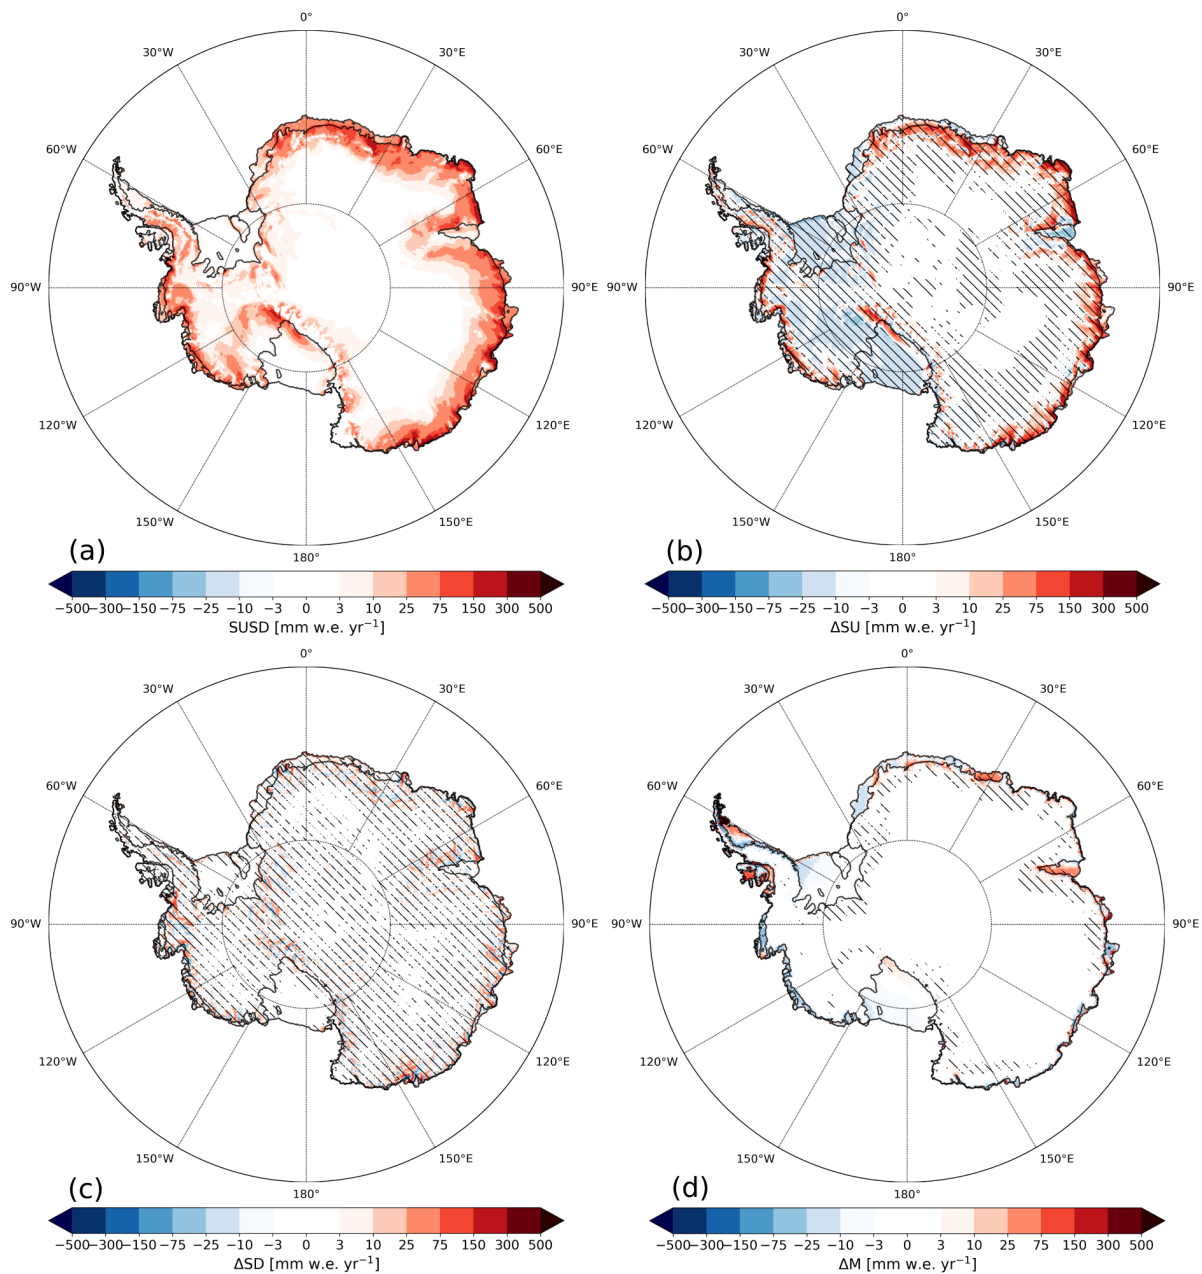 0°
0°
30°W
30°E
30°W
30°E
60°W
60°E
60°W
60°E
90°W
90°E
90°W
90°E
120°W
120°E
120°W
120°E
150°W
150°E
150°W
150°E
(a)
180°
(b)
180°
−500 −300 −150 −75 −25 −10 −3 0 3 10 25 75 150 300 500
SUSD [mm w.e. yr⁻¹]
−500 −300 −150 −75 −25 −10 −3 0 3 10 25 75 150 300 500
ΔSU [mm w.e. yr⁻¹]
0°
0°
30°W
30°E
30°W
30°E
60°W
60°E
60°W
60°E
90°W
90°E
90°W
90°E
120°W
120°E
120°W
120°E
150°W
150°E
150°W
150°E
(c)
180°
(d)
180°
−500 −300 −150 −75 −25 −10 −3 0 3 10 25 75 150 300 500
ΔSD [mm w.e. yr⁻¹]
−500 −300 −150 −75 −25 −10 −3 0 3 10 25 75 150 300 500
ΔM [mm w.e. yr⁻¹]